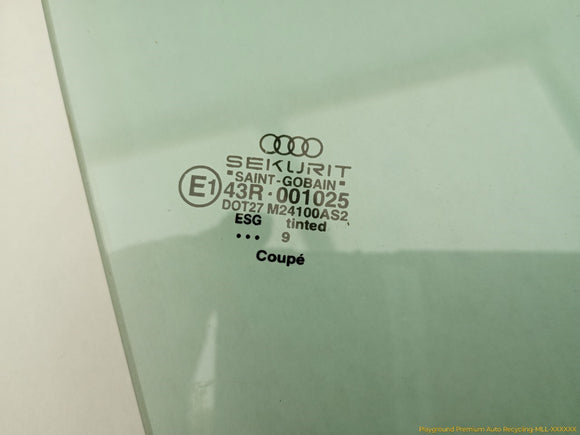 SEKURIT
"SAINT-GOBAIN"
E1 43R - 001025
DOT27 M24100AS2
ESG tinted
... 9
Coupé
Playground Premium Auto Recycling-MLL-XXXXXX